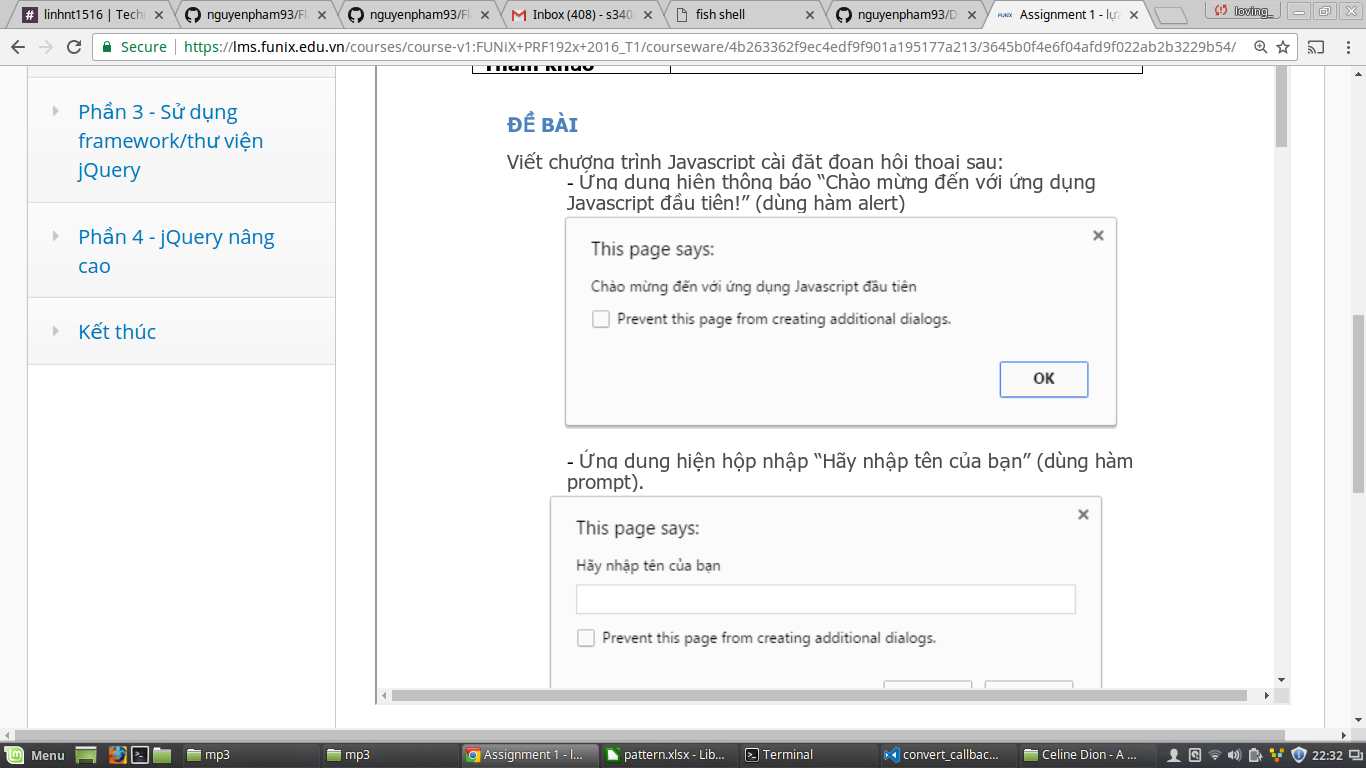 linhnt1516 | Techn
nguyenpham93/Fl
nguyenpham93/Fl
Inbox (408) - s340
fish shell
nguyenpham93/D
FUNiX
Assignment 1 - lựa
loving_
Secure
https://lms.funix.edu.vn/courses/course-v1:FUNiX+PRF192x+2016_T1/courseware/4b263362f9ec4edf9f901a195177a213/3645b0f4e6f04afd9f022ab2b3229b54/
Tham khảo
Phần 3 - Sử dụng
framework/thư viện
jQuery
Phần 4 - jQuery nâng
cao
Kết thúc
ĐỀ BÀI
Viết chương trình Javascript cài đặt đoạn hội thoại sau:
- Ứng dụng hiện thông báo “Chào mừng đến với ứng dụng
Javascript đầu tiên!” (dùng hàm alert)
This page says:
Chào mừng đến với ứng dụng Javascript đầu tiên
Prevent this page from creating additional dialogs.
OK
- Ứng dụng hiện hộp nhập “Hãy nhập tên của bạn” (dùng hàm
prompt).
This page says:
Hãy nhập tên của bạn
Prevent this page from creating additional dialogs.
Menu
mp3
mp3
Assignment 1 - l...
pattern.xlsx - Lib...
Terminal
convert_callbac...
Celine Dion - A ...
22:32